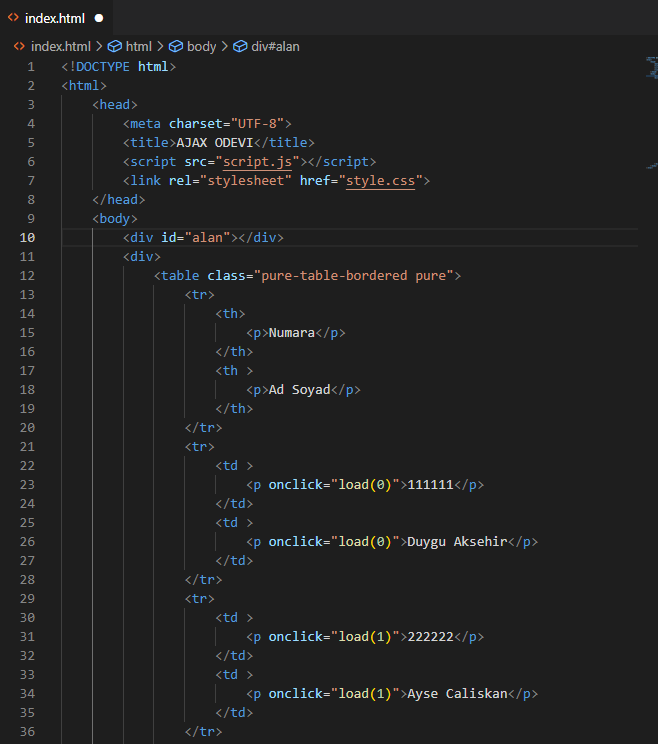 index.html
index.html > html > body > div#alan
1 <!DOCTYPE html>
2 <html>
3 <head>
4 <meta charset="UTF-8">
5 <title>AJAX ODEVI</title>
6 <script src="script.js"></script>
7 <link rel="stylesheet" href="style.css">
8 </head>
9 <body>
10 <div id="alan"></div>
11 <div>
12 <table class="pure-table-bordered pure">
13 <tr>
14 <th>
15 <p>Numara</p>
16 </th>
17 <th >
18 <p>Ad Soyad</p>
19 </th>
20 </tr>
21 <tr>
22 <td >
23 <p onclick="load(0)">111111</p>
24 </td>
25 <td >
26 <p onclick="load(0)">Duygu Aksehir</p>
27 </td>
28 </tr>
29 <tr>
30 <td >
31 <p onclick="load(1)">222222</p>
32 </td>
33 <td >
34 <p onclick="load(1)">Ayse Caliskan</p>
35 </td>
36 </tr>